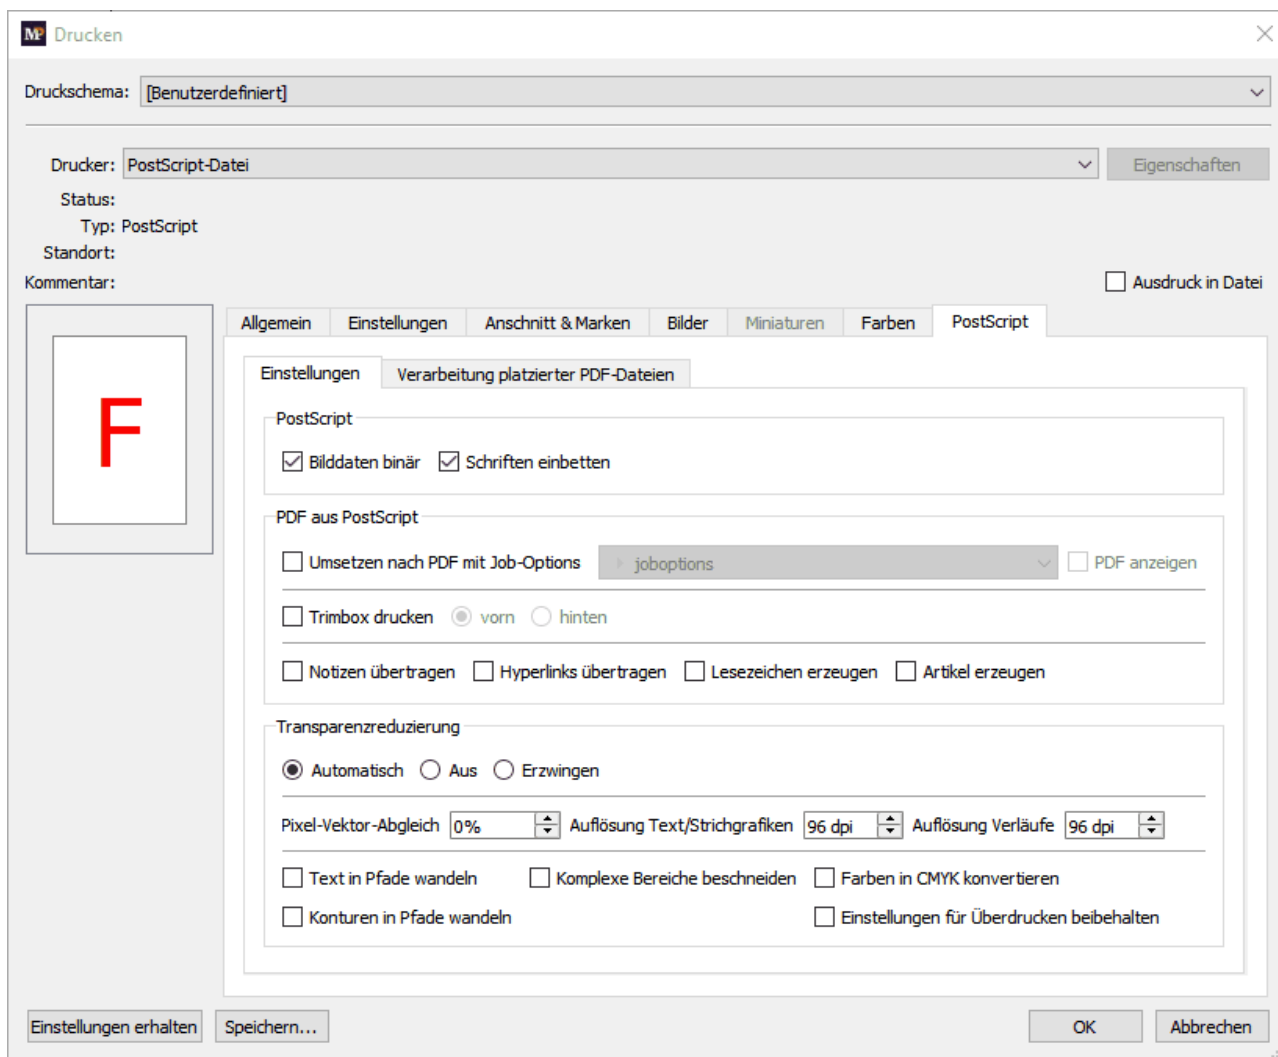 MP Drucken
Druckschema: [Benutzerdefiniert]
Drucker: PostScript-Datei Eigenschaften
Status:
Typ: PostScript
Standort:
Kommentar: Ausdruck in Datei
F
Allgemein Einstellungen Anschnitt & Marken Bilder Miniaturen Farben PostScript
Einstellungen Verarbeitung platzierter PDF-Dateien
PostScript
Bilddaten binär Schriften einbetten
PDF aus PostScript
Umsetzen nach PDF mit Job-Options joboptions PDF anzeigen
Trimbox drucken vorn hinten
Notizen übertragen Hyperlinks übertragen Lesezeichen erzeugen Artikel erzeugen
Transparenzreduzierung
Automatisch Aus Erzwingen
Pixel-Vektor-Abgleich 0% Auflösung Text/Strichgrafiken 96 dpi Auflösung Verläufe 96 dpi
Text in Pfade wandeln Komplexe Bereiche beschneiden Farben in CMYK konvertieren
Konturen in Pfade wandeln Einstellungen für Überdrucken beibehalten
Einstellungen erhalten Speichern... OK Abbrechen